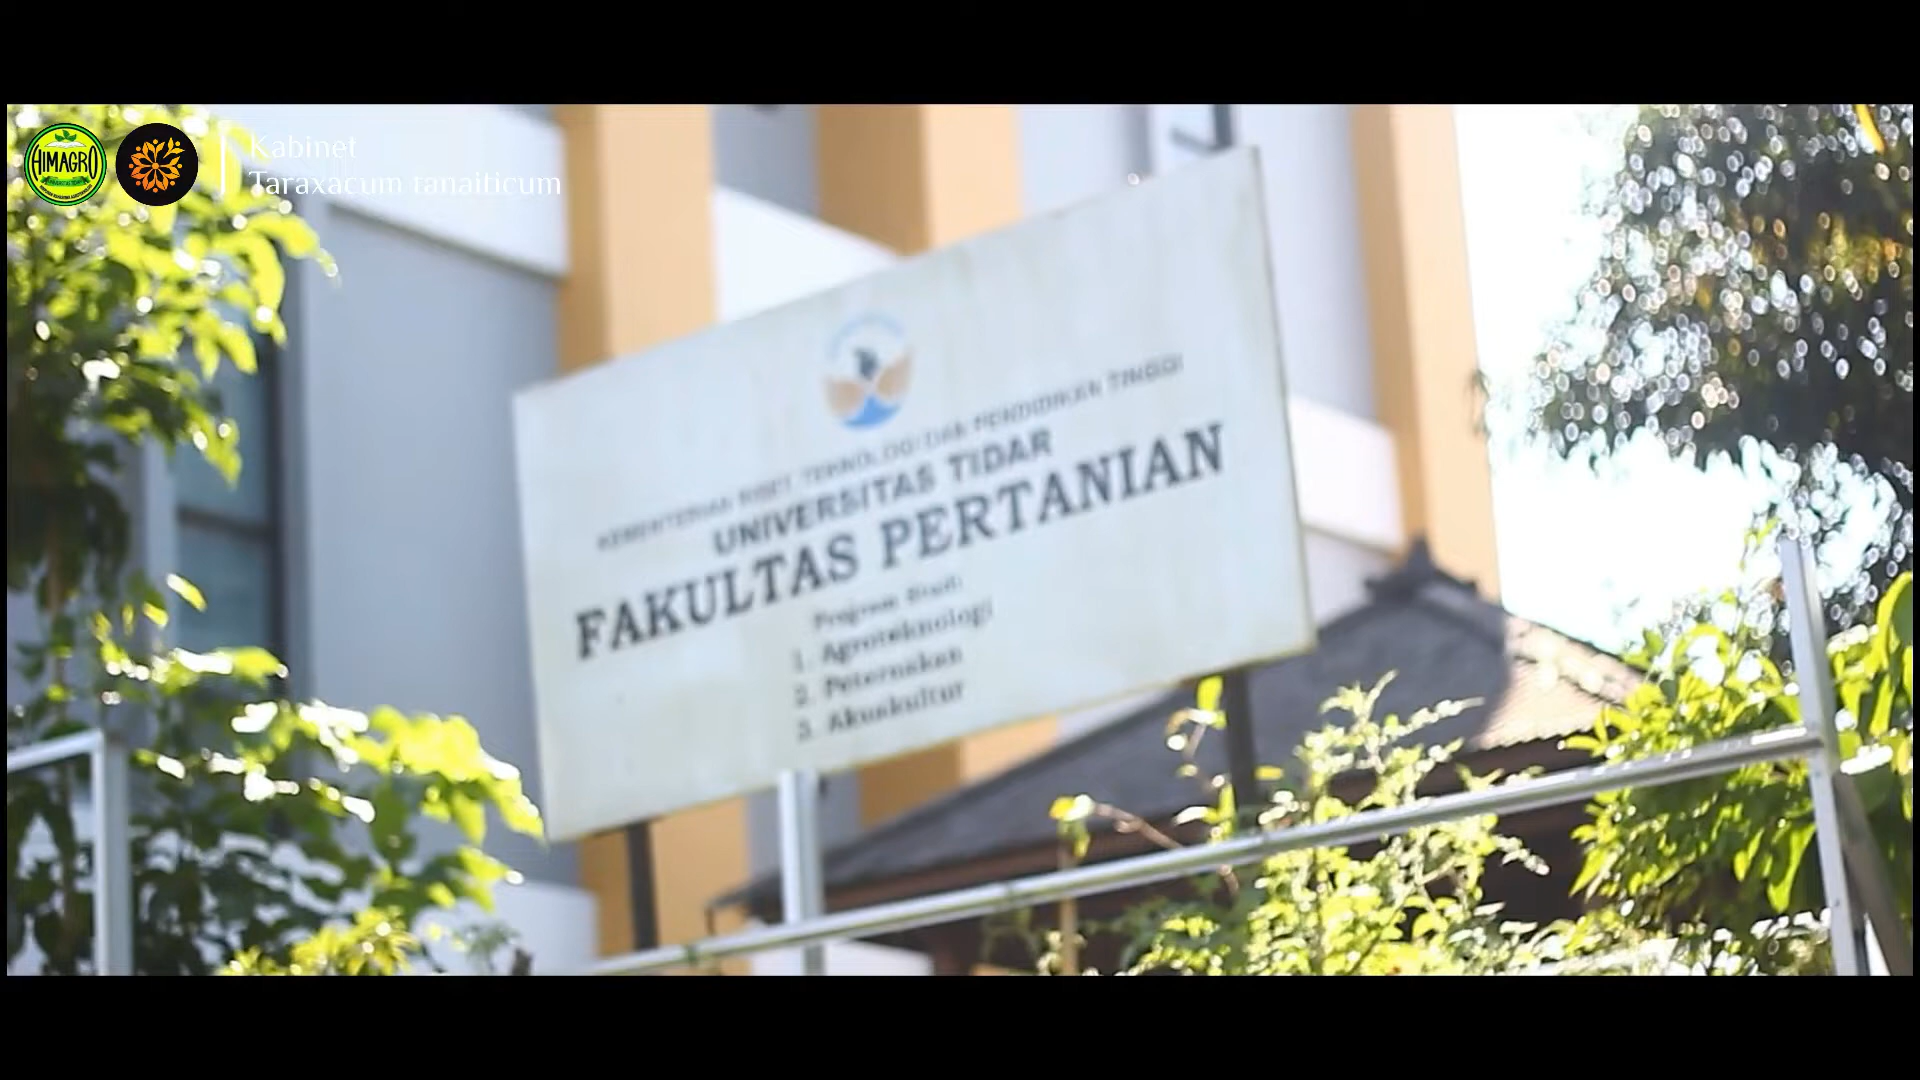 HIMAGRO
Kabinet
Taraxacum tanaiticum
KEMENTERIAN RISET TEKNOLOGI DAN PENDIDIKAN TINGGI
UNIVERSITAS TIDAR
FAKULTAS PERTANIAN
Program Studi
1. Agroteknologi
2. Peternakan
3. Akuakultur